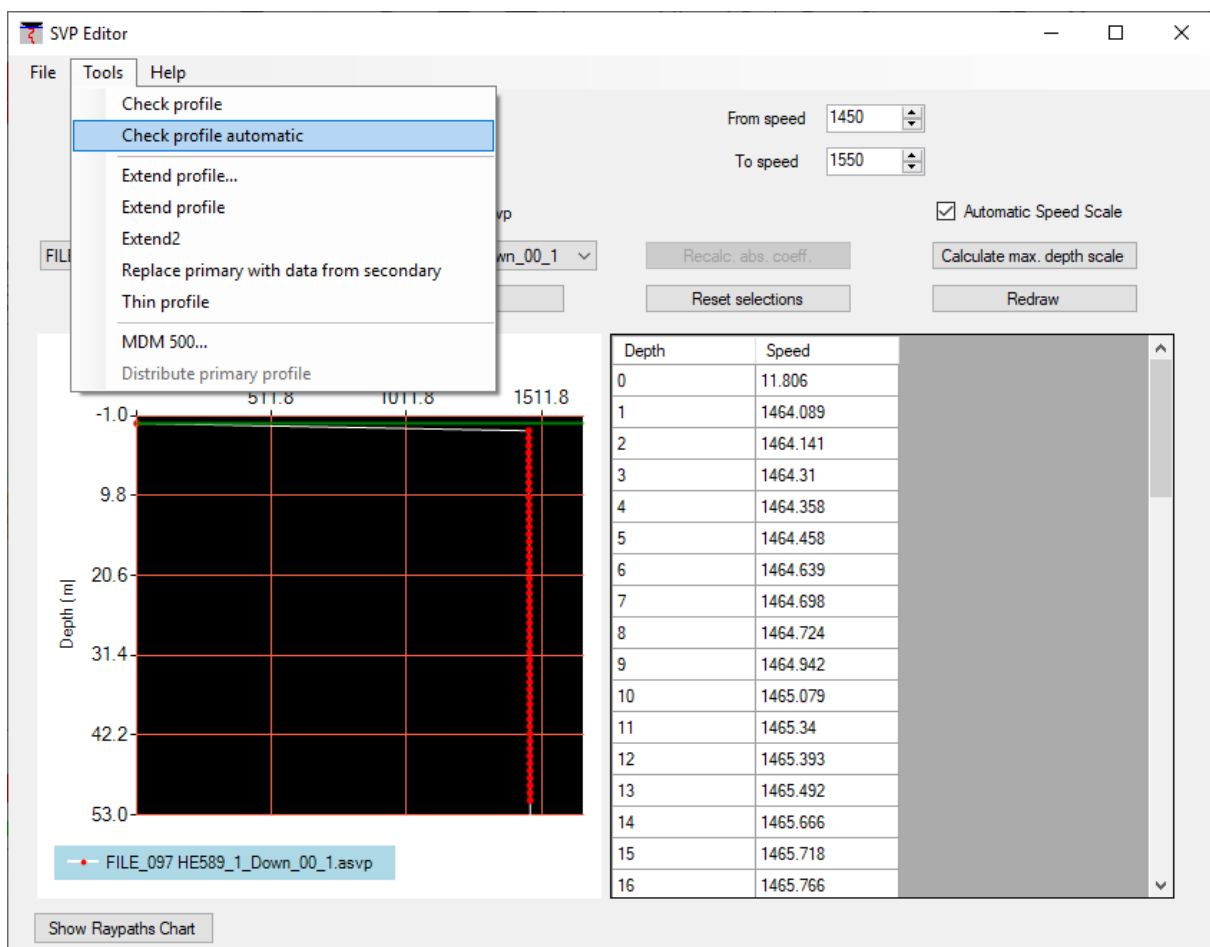 SVP Editor
File Tools Help
Check profile
Check profile automatic
Extend profile...
Extend profile
Extend2
Replace primary with data from secondary
Thin profile
MDM 500...
Distribute primary profile
From speed 1450
To speed 1550
Automatic Speed Scale
Recalc. abs. coeff.
Calculate max. depth scale
Reset selections
Redraw
511.8 1011.8 1511.8
-1.0
9.8
20.6
31.4
42.2
53.0
Depth [m]
FILE_097 HE589_1_Down_00_1.asvp
Depth Speed
0 11.806
1 1464.089
2 1464.141
3 1464.31
4 1464.358
5 1464.458
6 1464.639
7 1464.698
8 1464.724
9 1464.942
10 1465.079
11 1465.34
12 1465.393
13 1465.492
14 1465.666
15 1465.718
16 1465.766
Show Raypaths Chart